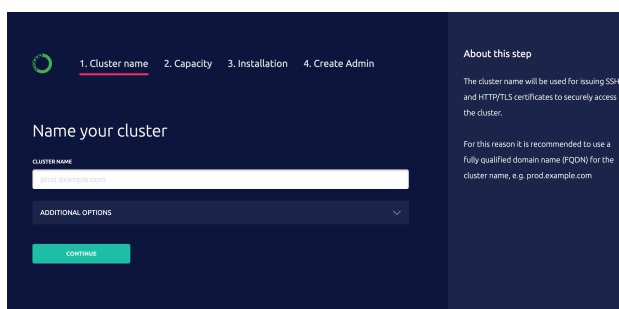 1. Cluster name 2. Capacity 3. Installation 4. Create Admin
Name your cluster
CLUSTER NAME
prod.example.com
ADDITIONAL OPTIONS
CONTINUE
About this step
The cluster name will be used for issuing SSH
and HTTP/TLS certificates to securely access
the cluster.
For this reason it is recommended to use a
fully qualified domain name (FQDN) for the
cluster name, e.g. prod.example.com